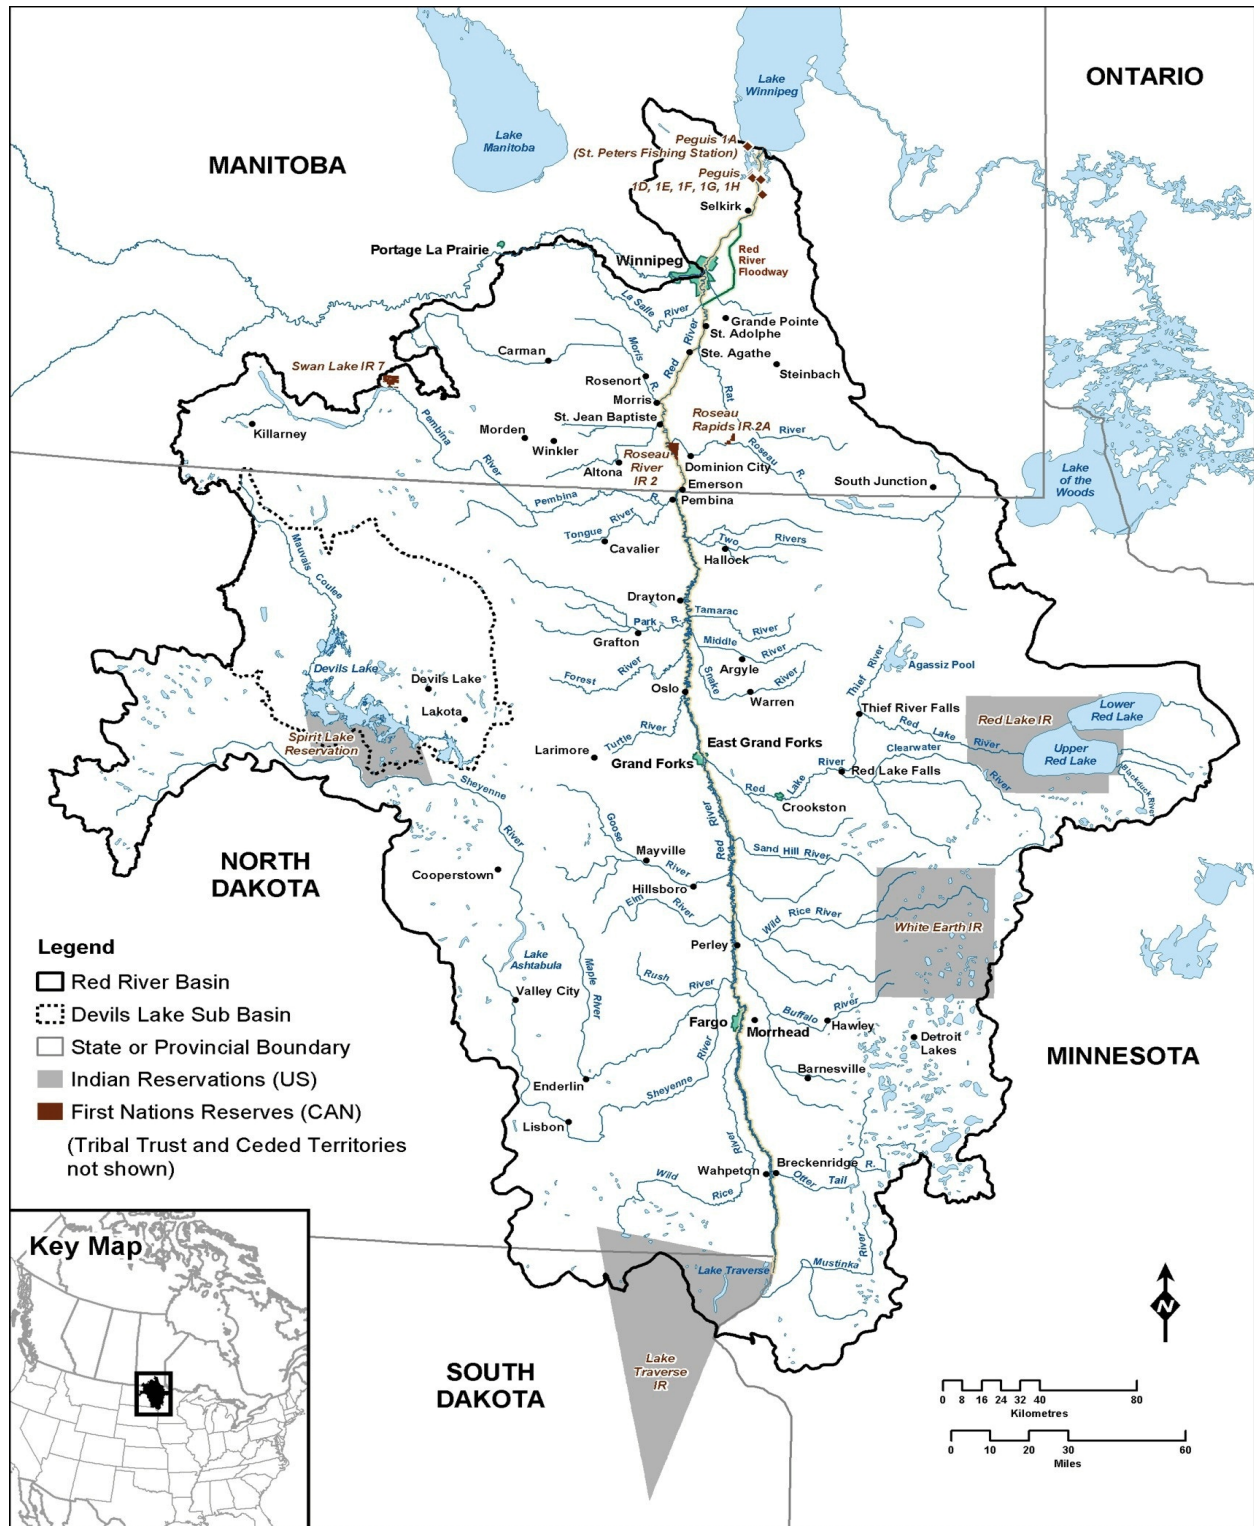 ONTARIO
Lake
Winnipeg
Lake
Manitoba
MANITOBA
Peguis 1A
(St. Peters Fishing Station)
Peguis
1D, 1E, 1F, 1G, 1H
Selkirk
Portage La Prairie
Winnipeg
Red
River
Floodway
La Salle River
Grande Pointe
St. Adolphe
Ste. Agathe
Steinbach
Carman
Moris R.
Red River
Rat
River
Swan Lake IR 7
Rosenort
Morris
St. Jean Baptiste
Roseau
Rapids IR 2A
Killarney
Pembina
River
Morden
Winkler
Altona
Roseau
River
IR 2
Roseau R.
Dominion City
Emerson
South Junction
Lake
of the
Woods
Pembina R.
Pembina
Tongue River
Cavalier
Two Rivers
Hallock
Mauvais Coulee
Drayton
Park R.
Tamarac
River
Grafton
Middle River
Argyle
Forest River
Snake River
Oslo
Warren
Thief River
Agassiz Pool
Devils Lake
Devils Lake
Lakota
Spirit Lake
Reservation
Turtle River
Larimore
Grand Forks
East Grand Forks
Thief River Falls
Red Lake River
Red Lake IR
Lower
Red Lake
Upper
Red Lake
Clearwater
River
Red Lake Falls
Red Lake River
Crookston
Blackduck River
Sheyenne
River
Goose
River
Mayville
Hillsboro
Red River
Sand Hill River
NORTH
DAKOTA
Cooperstown
Elm River
Wild Rice River
White Earth IR
Perley
Lake
Ashtabula
Maple River
Rush River
Valley City
Buffalo River
Hawley
Fargo
Morrhead
Detroit
Lakes
MINNESOTA
Barnesville
Enderlin
Sheyenne
River
Lisbon
Wild Rice
River
Wahpeton
Breckenridge
Otter Tail R.
River
Mustinka
Lake Traverse
Lake
Traverse
IR
SOUTH
DAKOTA
Legend
Red River Basin
Devils Lake Sub Basin
State or Provincial Boundary
Indian Reservations (US)
First Nations Reserves (CAN)
(Tribal Trust and Ceded Territories
not shown)
Key Map
N
0 8 16 24 32 40 80
Kilometres
0 10 20 30 60
Miles